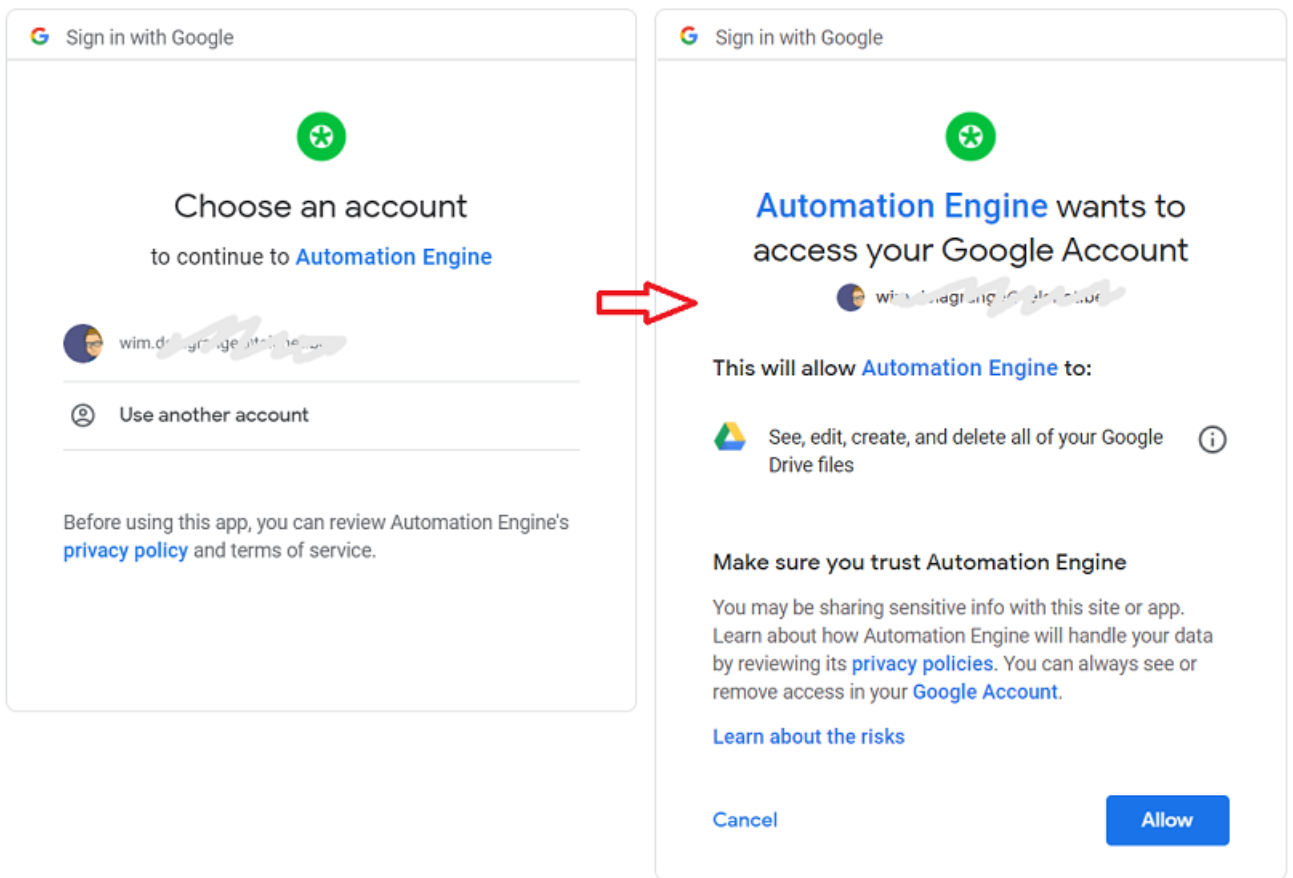 Sign in with Google
Choose an account
to continue to Automation Engine
Use another account
Before using this app, you can review Automation Engine's
privacy policy and terms of service.
Sign in with Google
Automation Engine wants to
access your Google Account
This will allow Automation Engine to:
See, edit, create, and delete all of your Google
Drive files
Make sure you trust Automation Engine
You may be sharing sensitive info with this site or app.
Learn about how Automation Engine will handle your data
by reviewing its privacy policies. You can always see or
remove access in your Google Account.
Learn about the risks
Cancel
Allow